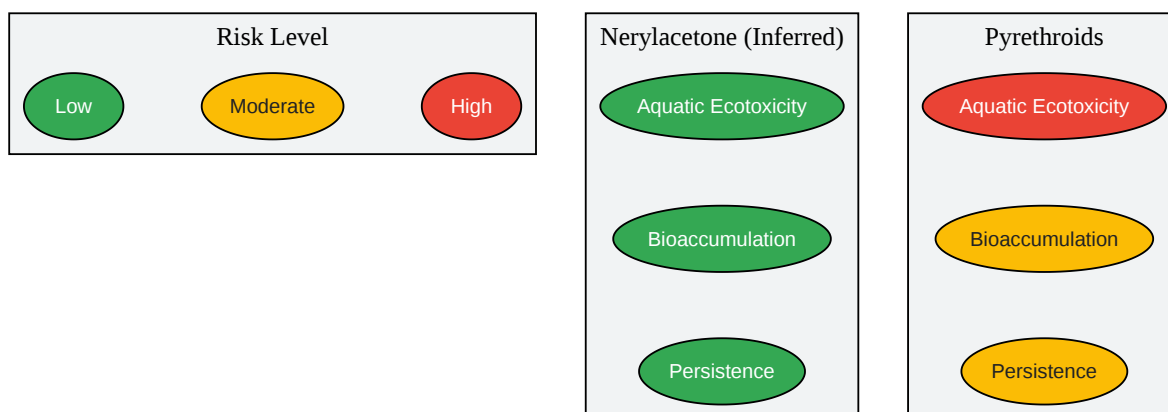 Risk Level
Low
Moderate
High
Nerylacetone (Inferred)
Aquatic Ecotoxicity
Bioaccumulation
Persistence
Pyrethroids
Aquatic Ecotoxicity
Bioaccumulation
Persistence